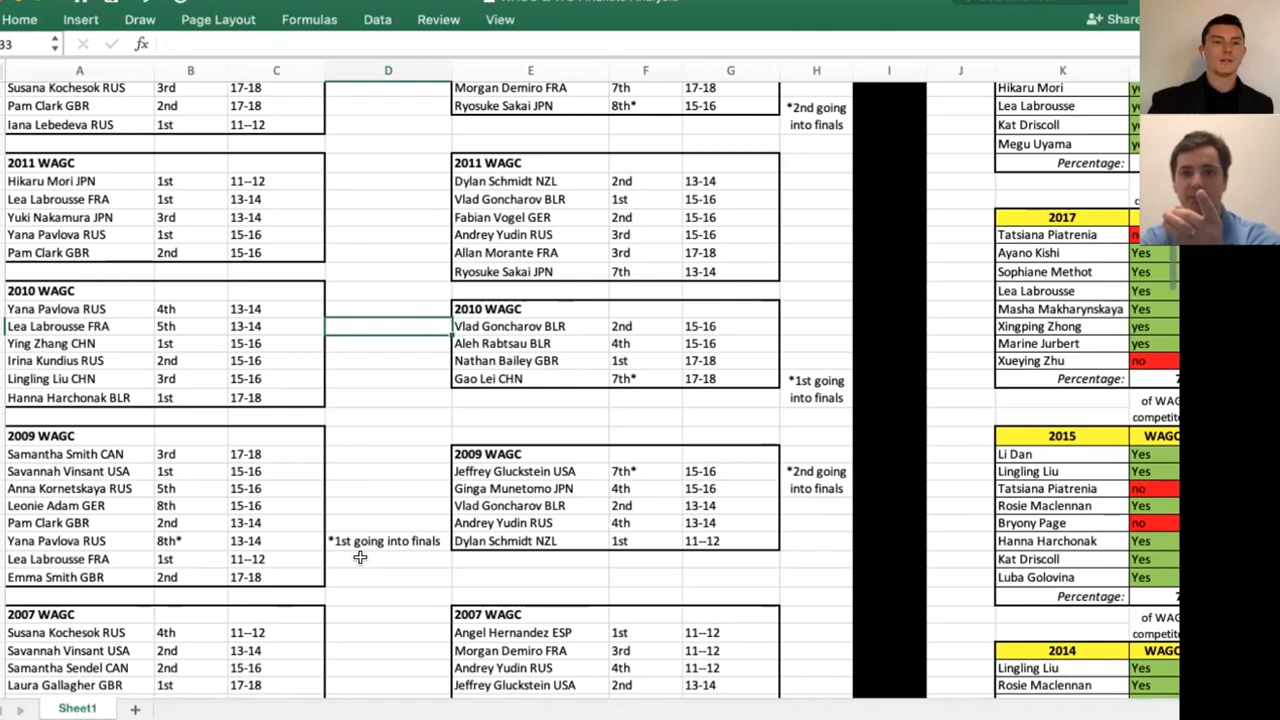 Home Insert Draw Page Layout Formulas Data Review View Share
33 fx
A B C D E F G H I J K
Susana Kochesok RUS 3rd 17-18 Morgan Demiro FRA 7th 17-18 Hikaru Mori
Pam Clark GBR 2nd 17-18 Ryosuke Sakai JPN 8th* 15-16 *2nd going Lea Labrousse
Iana Lebedeva RUS 1st 11--12 into finals Kat Driscoll
Megu Uyama
2011 WAGC 2011 WAGC Percentage:
Hikaru Mori JPN 1st 11--12 Dylan Schmidt NZL 2nd 13-14
Lea Labrousse FRA 1st 13-14 Vlad Goncharov BLR 1st 15-16
Yuki Nakamura JPN 3rd 13-14 Fabian Vogel GER 2nd 15-16 2017
Yana Pavlova RUS 1st 15-16 Andrey Yudin RUS 3rd 15-16 Tatsiana Piatrenia
Pam Clark GBR 2nd 15-16 Allan Morante FRA 3rd 17-18 Ayano Kishi Yes
Ryosuke Sakai JPN 7th 13-14 Sophiane Methot Yes
2010 WAGC Lea Labrousse Yes
Yana Pavlova RUS 4th 13-14 2010 WAGC Masha Makharynskaya Yes
Lea Labrousse FRA 5th 13-14 Vlad Goncharov BLR 2nd 15-16 Xingping Zhong yes
Ying Zhang CHN 1st 15-16 Aleh Rabtsau BLR 4th 15-16 Marine Jurbert yes
Irina Kundius RUS 2nd 15-16 Nathan Bailey GBR 1st 17-18 Xueying Zhu no
Lingling Liu CHN 3rd 15-16 Gao Lei CHN 7th* 17-18 *1st going Percentage: 7
Hanna Harchonak BLR 1st 17-18 into finals of WAG
competito
2009 WAGC 2015 WAGC
Samantha Smith CAN 3rd 17-18 2009 WAGC Li Dan Yes
Savannah Vinsant USA 1st 15-16 Jeffrey Gluckstein USA 7th* 15-16 *2nd going Lingling Liu Yes
Anna Kornetskaya RUS 5th 15-16 Ginga Munetomo JPN 4th 15-16 into finals Tatsiana Piatrenia no
Leonie Adam GER 8th 15-16 Vlad Goncharov BLR 2nd 13-14 Rosie Maclennan Yes
Pam Clark GBR 2nd 13-14 Andrey Yudin RUS 4th 13-14 Bryony Page no
Yana Pavlova RUS 8th* 13-14 *1st going into finals Dylan Schmidt NZL 1st 11--12 Hanna Harchonak Yes
Lea Labrousse FRA 1st 11--12 Kat Driscoll Yes
Emma Smith GBR 2nd 17-18 Luba Golovina Yes
Percentage: 7
2007 WAGC 2007 WAGC of WAG
Susana Kochesok RUS 4th 11--12 Angel Hernandez ESP 1st 11--12 competito
Savannah Vinsant USA 2nd 13-14 Morgan Demiro FRA 3rd 11--12 2014 WAGC
Samantha Sendel CAN 2nd 15-16 Andrey Yudin RUS 4th 11--12 Lingling Liu Yes
Laura Gallagher GBR 1st 17-18 Jeffrey Gluckstein USA 2nd 13-14 Rosie Maclennan Yes
Sheet1 +